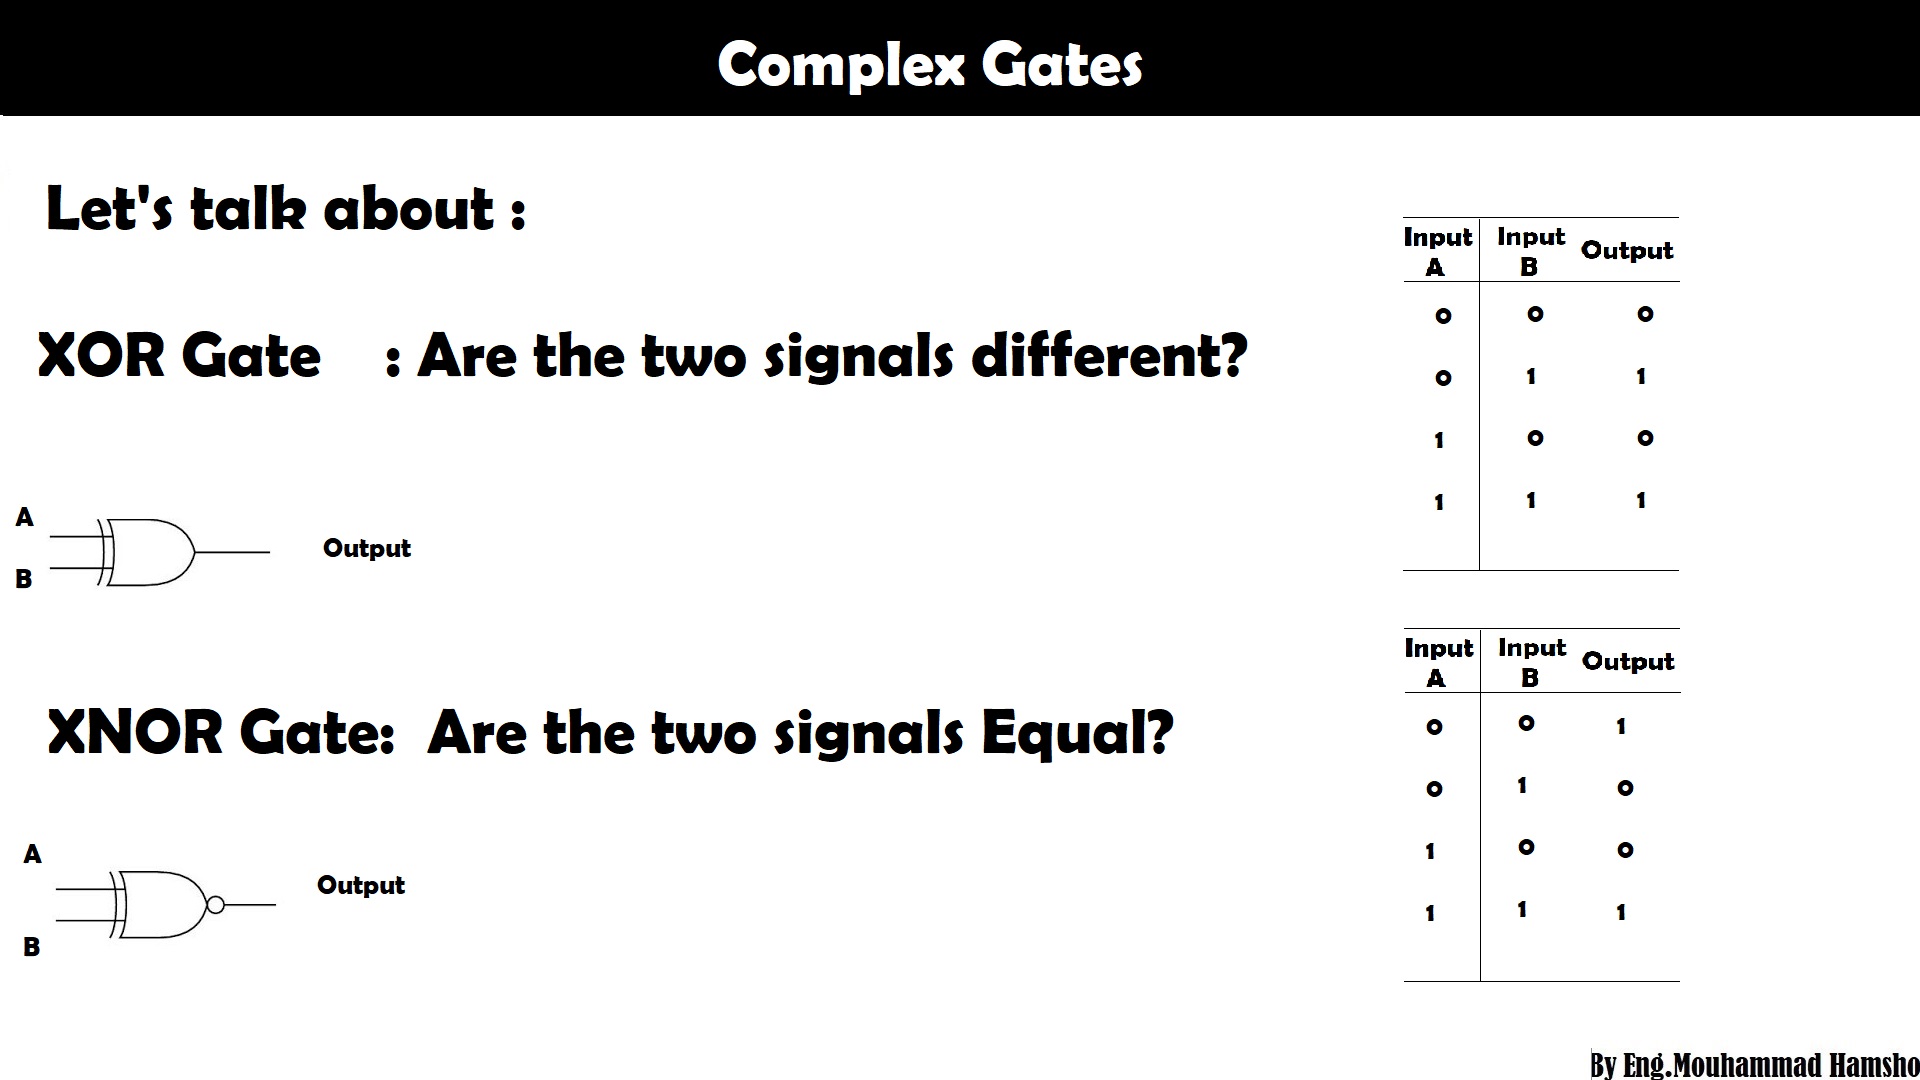 Complex Gates
Let's talk about :
XOR Gate : Are the two signals different?
Input A Input B Output
0 0 0
0 1 1
1 0 0
1 1 1
A
B
Output
XNOR Gate: Are the two signals Equal?
Input A Input B Output
0 0 1
0 1 0
1 0 0
1 1 1
A
B
Output
By Eng.Mouhammad Hamsho